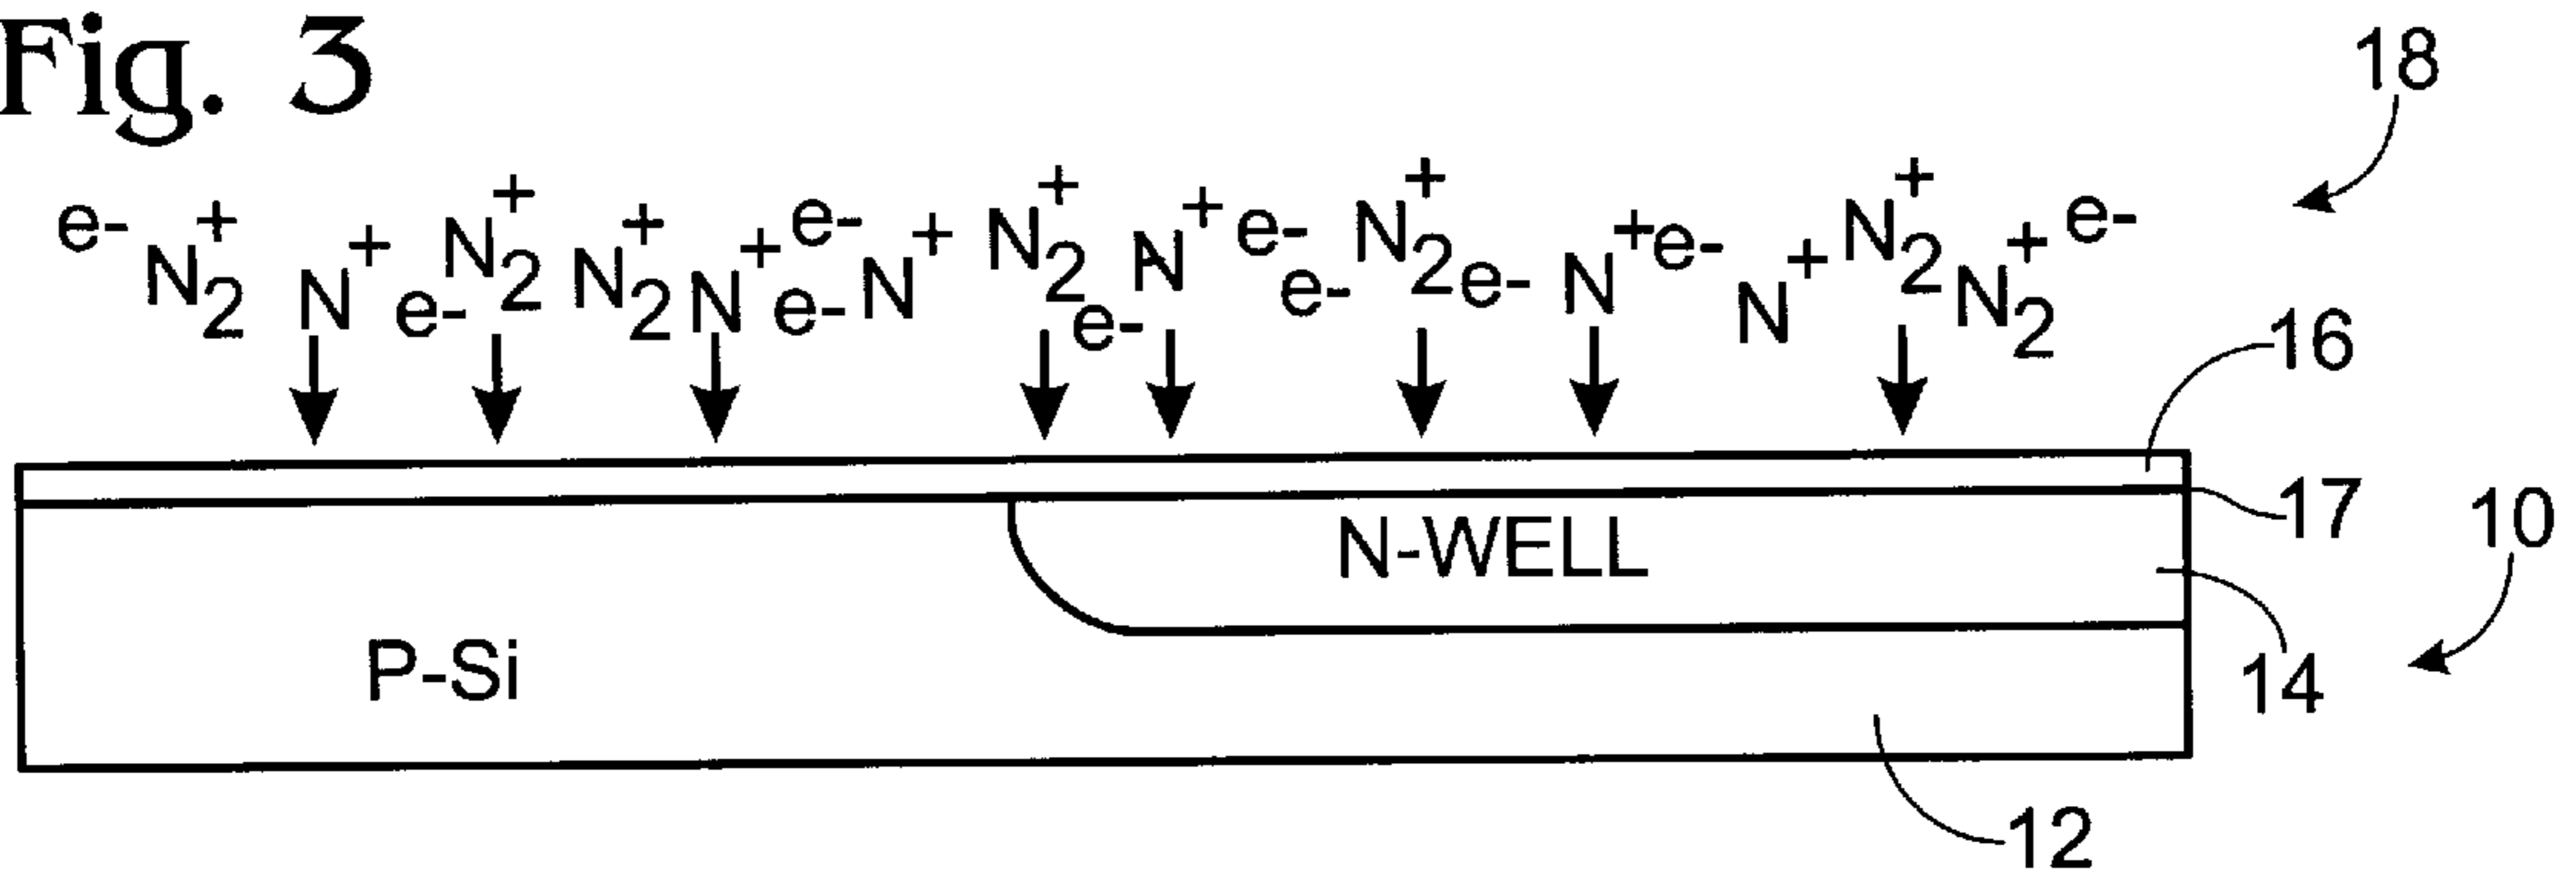 Fig. 3
18
e- N₂⁺ N⁺ e- N₂⁺ N₂⁺ N⁺ e- e- N⁺ N₂⁺ e- N⁺ e- e- N₂⁺ e- N⁺ e- N⁺ N₂⁺ N₂⁺ e-
16
17
10
N-WELL
14
P-Si
12